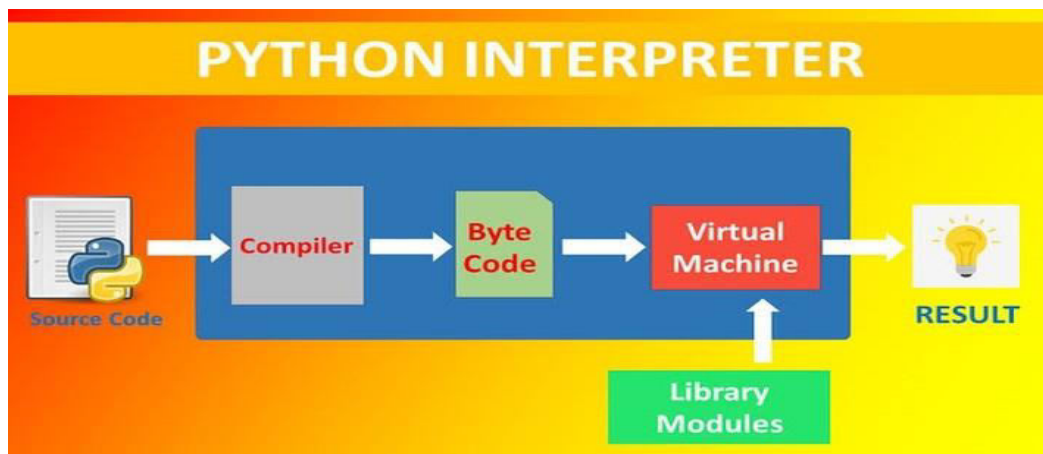 PYTHON INTERPRETER
Source Code
Compiler
Byte
Code
Virtual
Machine
RESULT
Library
Modules